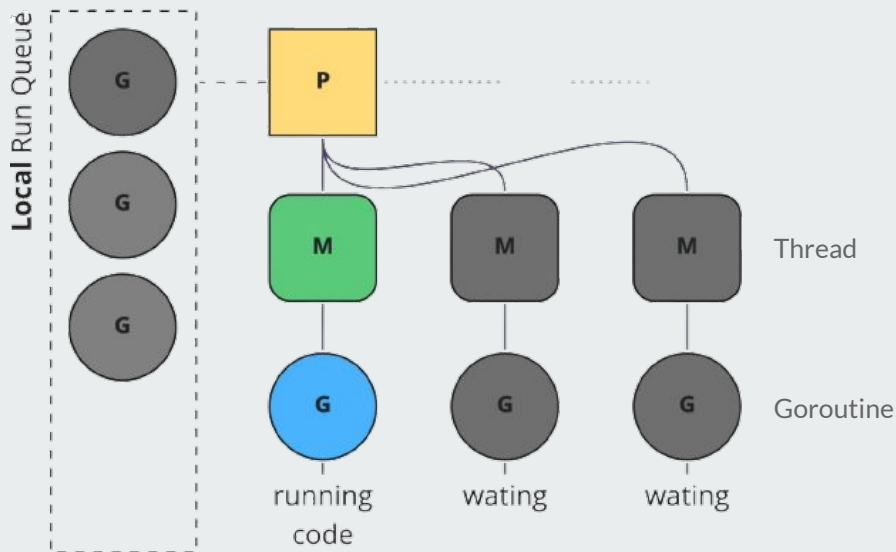 Local Run Queue
G
G
G
P
M
M
M
Thread
G
G
G
Goroutine
running
code
wating
wating